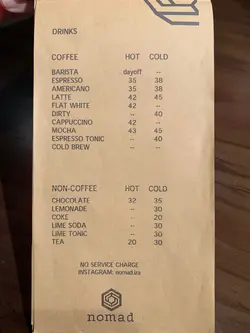 DRINKS
COFFEE HOT COLD
BARISTA dayoff --
ESPRESSO 35 38
AMERICANO 35 38
LATTE 42 45
FLAT WHITE 42 --
DIRTY -- 40
CAPPUCCINO 42 --
MOCHA 43 45
ESPRESSO TONIC -- 40
COLD BREW -- --
NON-COFFEE HOT COLD
CHOCOLATE 32 35
LEMONADE -- 30
COKE - 20
LIME SODA -- 30
LIME TONIC -- 30
TEA 20 30
NO SERVICE CHARGE
INSTAGRAM: nomad.iza
nomad